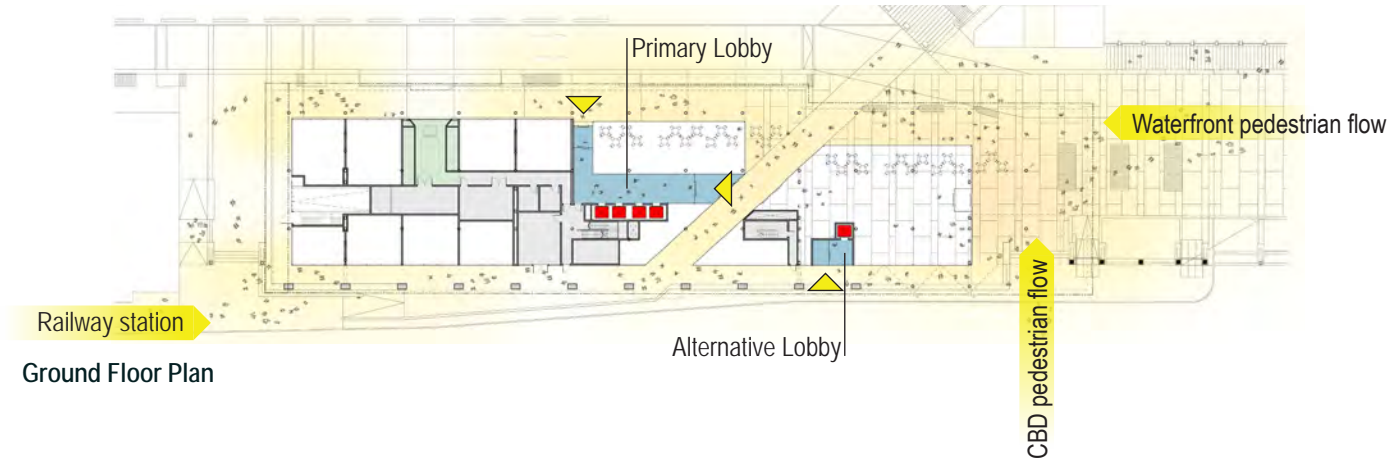 Primary Lobby
Waterfront pedestrian flow
Railway station
Alternative Lobby
Ground Floor Plan
CBD pedestrian flow